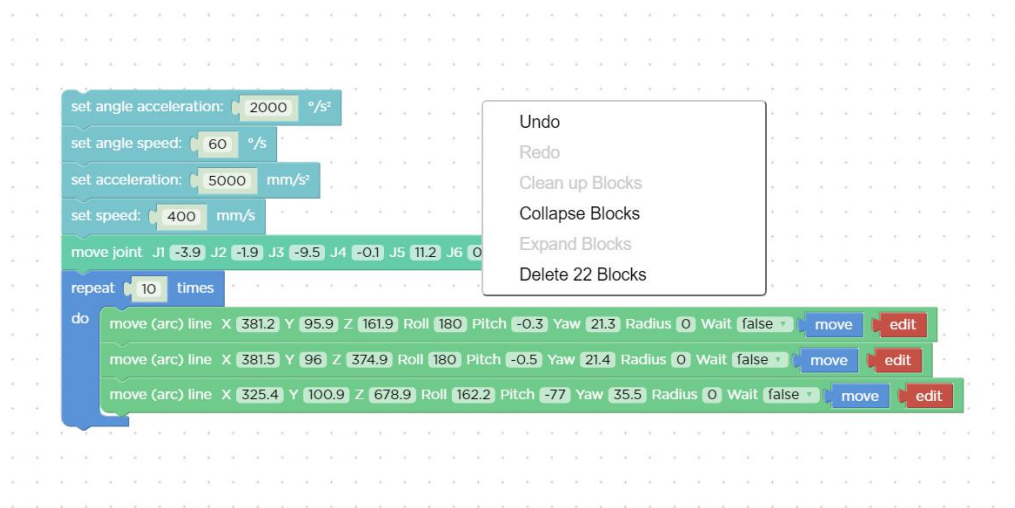 set angle acceleration: 2000 °/s²
set angle speed: 60 °/s
set acceleration: 5000 mm/s²
set speed: 400 mm/s
move joint J1 -3.9 J2 -1.9 J3 -9.5 J4 -0.1 J5 11.2 J6 0
repeat 10 times
do
move (arc) line X 381.2 Y 95.9 Z 161.9 Roll 180 Pitch -0.3 Yaw 21.3 Radius 0 Wait false move edit
move (arc) line X 381.5 Y 96 Z 374.9 Roll 180 Pitch -0.5 Yaw 21.4 Radius 0 Wait false move edit
move (arc) line X 325.4 Y 100.9 Z 678.9 Roll 162.2 Pitch -77 Yaw 35.5 Radius 0 Wait false move edit
Undo
Redo
Clean up Blocks
Collapse Blocks
Expand Blocks
Delete 22 Blocks